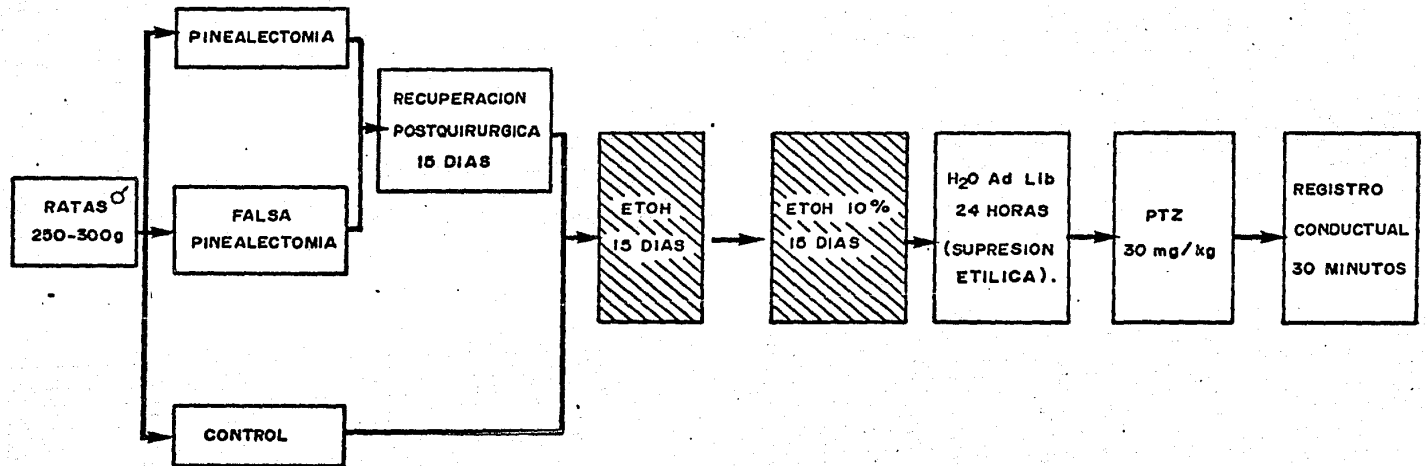 PINEALECTOMIA
RECUPERACION
POSTQUIRURGICA
15 DIAS
RATAS ♂
250-300g
FALSA
PINEALECTOMIA
CONTROL
ETOH
15 DIAS
ETOH 10%
15 DIAS
H₂O Ad Lib
24 HORAS
(SUPRESION
ETILICA).
PTZ
30 mg/kg
REGISTRO
CONDUCTUAL
30 MINUTOS